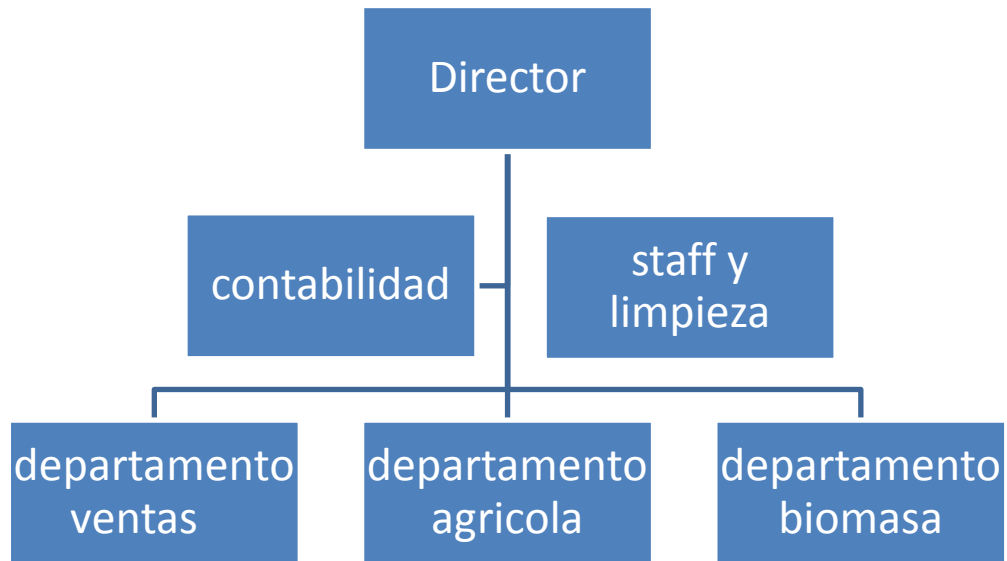 Director
contabilidad
staff y
limpieza
departamento
ventas
departamento
agricola
departamento
biomasa